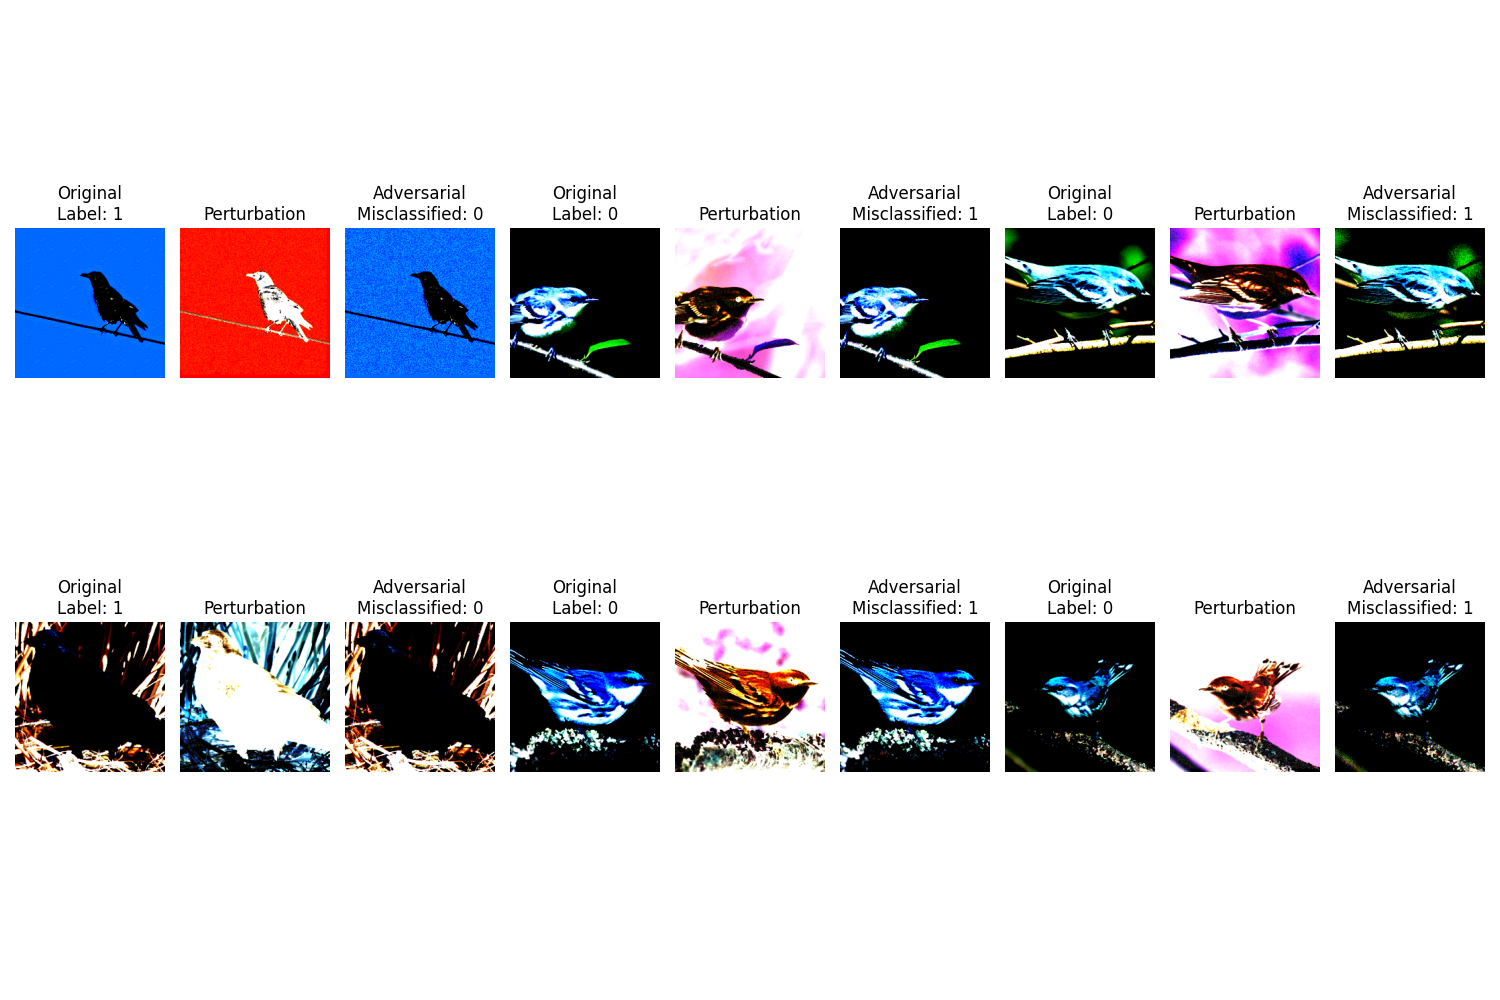 Original
Label: 1
Perturbation
Adversarial
Misclassified: 0
Original
Label: 0
Perturbation
Adversarial
Misclassified: 1
Original
Label: 0
Perturbation
Adversarial
Misclassified: 1
Original
Label: 1
Perturbation
Adversarial
Misclassified: 0
Original
Label: 0
Perturbation
Adversarial
Misclassified: 1
Original
Label: 0
Perturbation
Adversarial
Misclassified: 1